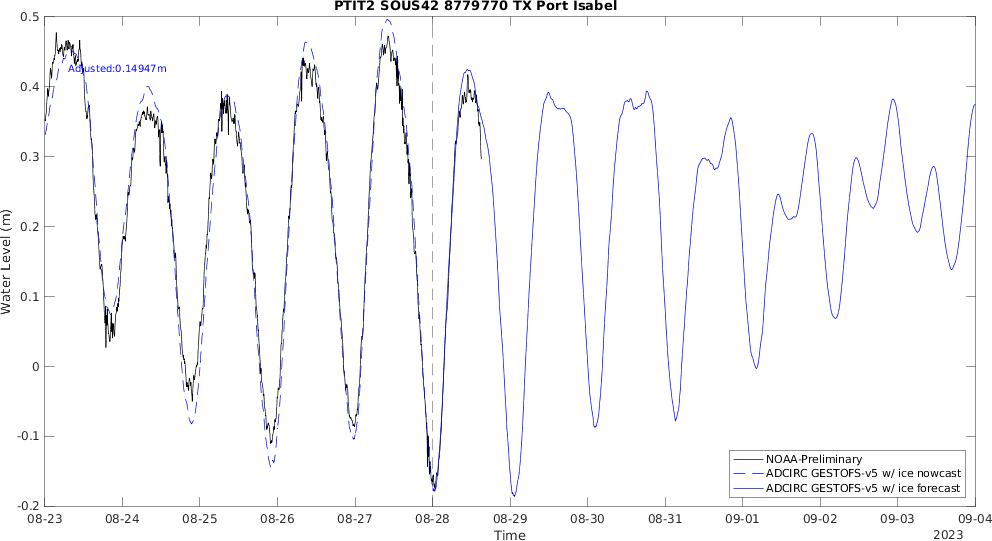 PTIT2 SOUS42 8779770 TX Port Isabel
Adjusted:0.14947m
Water Level (m)
0.5
0.4
0.3
0.2
0.1
0
-0.1
-0.2
NOAA-Preliminary
ADCIRC GESTOFS-v5 w/ ice nowcast
ADCIRC GESTOFS-v5 w/ ice forecast
08-23 08-24 08-25 08-26 08-27 08-28 08-29 08-30 08-31 09-01 09-02 09-03 09-04
Time
2023